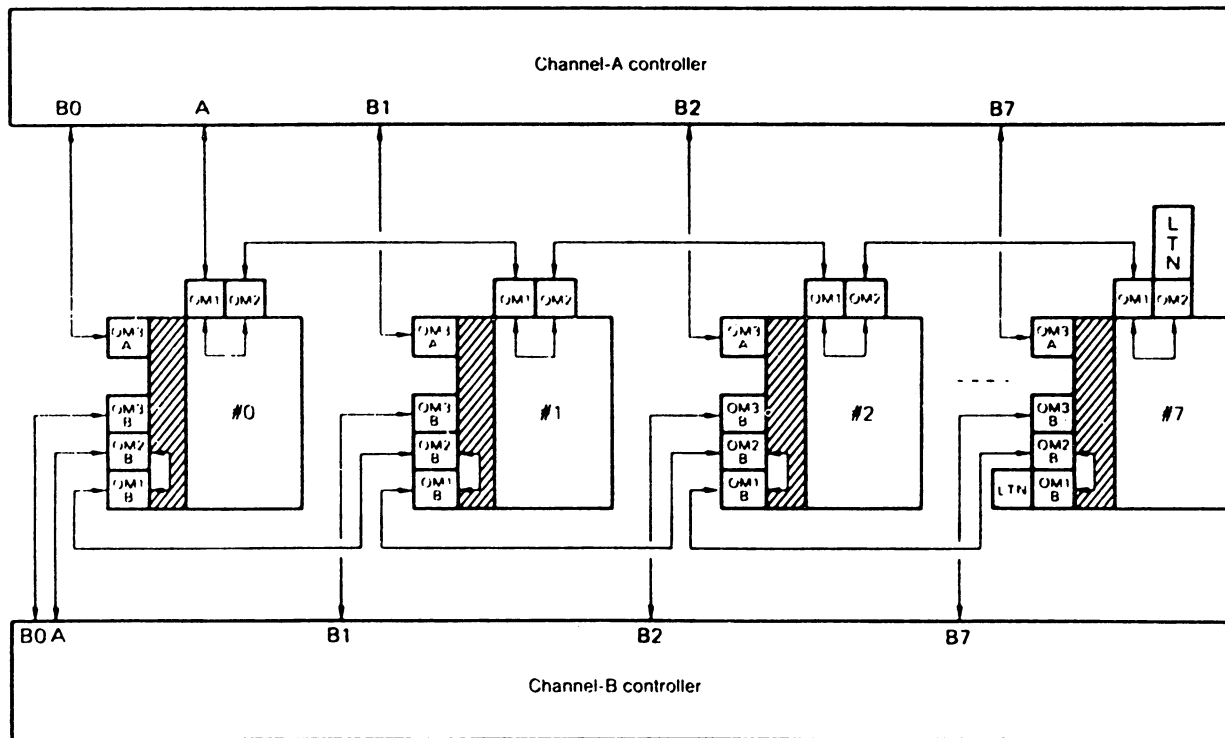 Channel-A controller
B0 A B1 B2 B7
L
T
N
OM1 OM2 OM1 OM2 OM1 OM2 OM1 OM2
OM3 A OM3 A OM3 A OM3 A
OM3 B #0 OM3 B #1 OM3 B #2 OM3 B #7
OM2 B OM2 B OM2 B OM2 B
OM1 B OM1 B OM1 B LTN OM1 B
B0 A B1 B2 B7
Channel-B controller